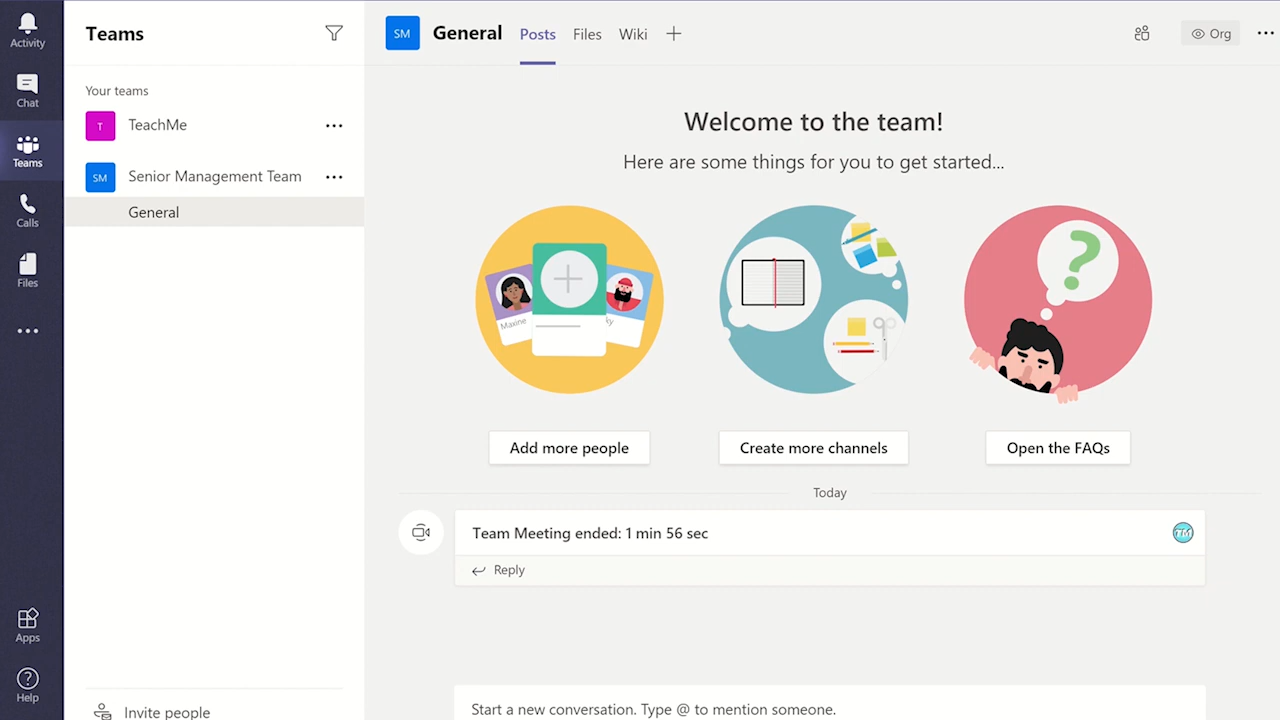 Activity
Chat
Teams
Calls
Files
Apps
Help
Teams
Your teams
T
TeachMe
SM
Senior Management Team
General
Invite people
SM
General
Posts
Files
Wiki
Org
Welcome to the team!
Here are some things for you to get started...
Maxine
ky
Add more people
Create more channels
Open the FAQs
Today
Team Meeting ended: 1 min 56 sec
TM
Reply
Start a new conversation. Type @ to mention someone.